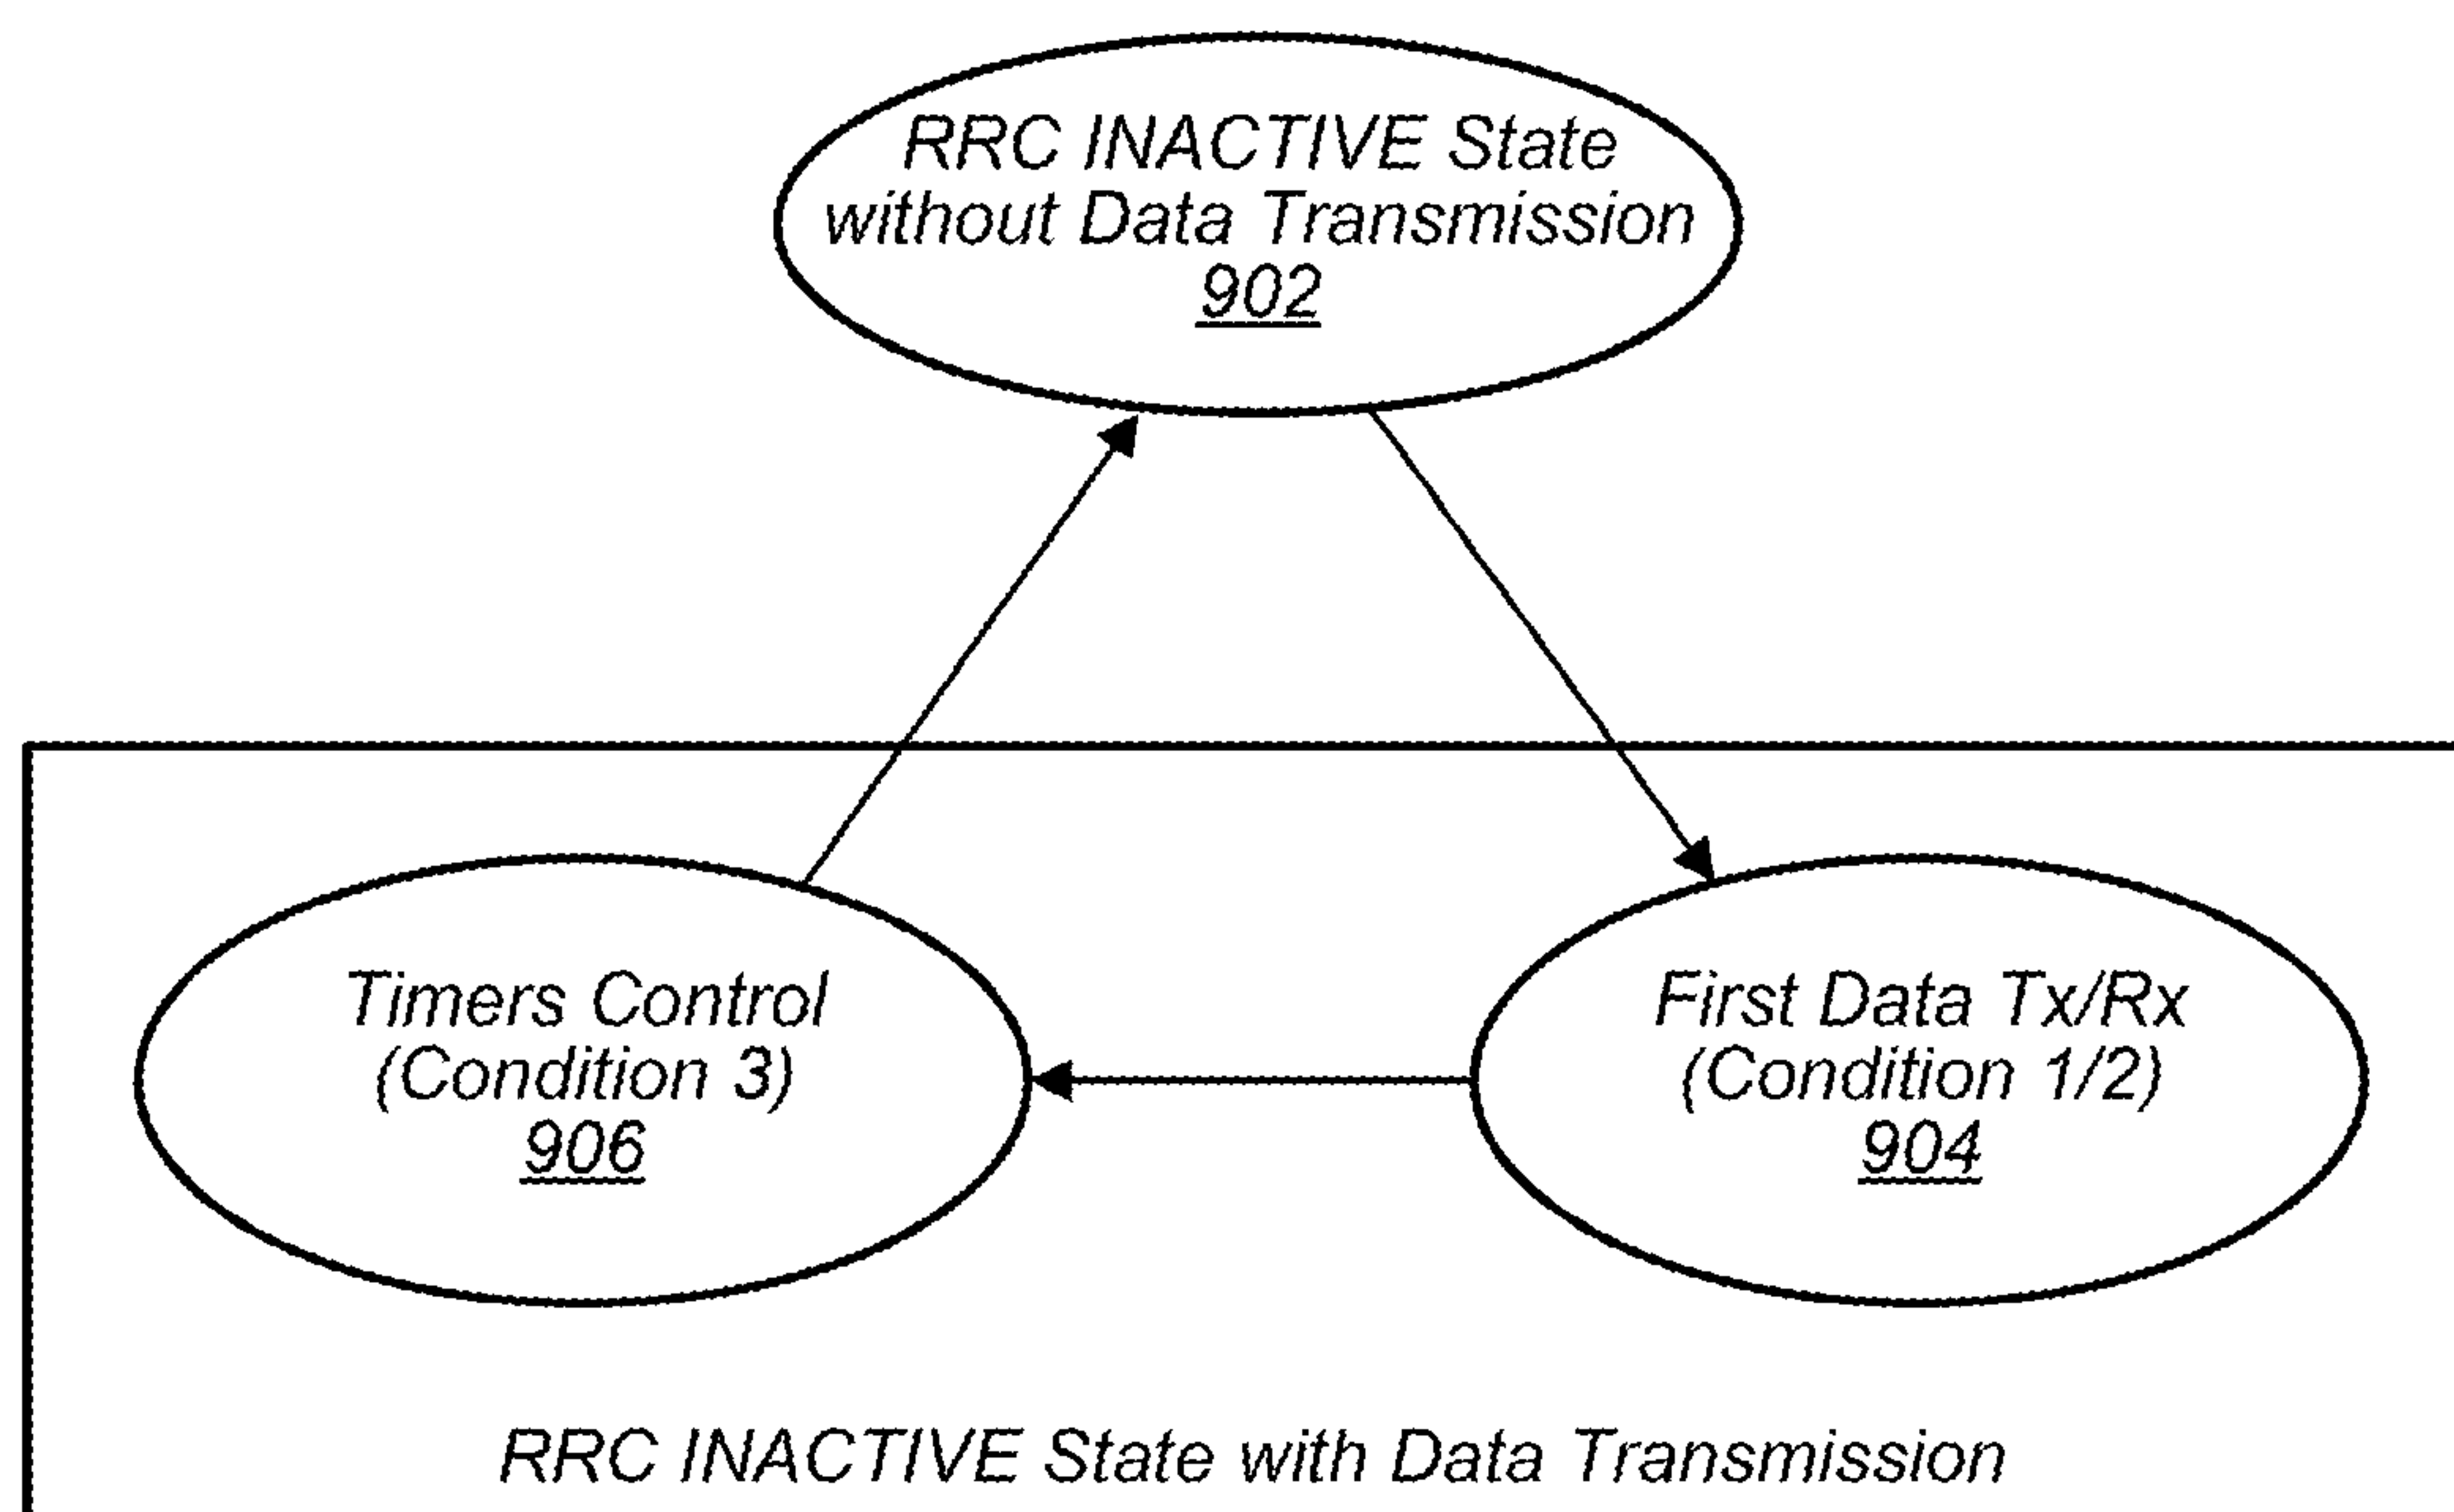 RRC INACTIVE State
without Data Transmission
902
Timers Control
(Condition 3)
906
First Data Tx/Rx
(Condition 1/2)
904
RRC INACTIVE State with Data Transmission